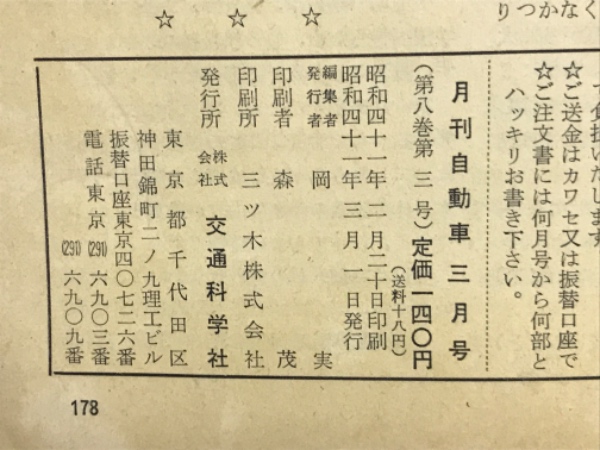 で負担いたします
☆ご送金はカワセ又は振替口座で
☆ご注文書には何月号から何部と
ハッキリお書き下さい。
月刊自動車三月号
(第八巻第三号)定価一四〇円
(送料十八円)
昭和四十一年二月二十日印刷
昭和四十一年三月一日発行
編集者
発行者 岡実
印刷者 森茂
印刷所 三ツ木株式会社
発行所 株式会社 交通科学社
東京都千代田区
神田錦町二ノ九理工ビル
振替口座東京四〇七二六番
電話東京(291)六九〇三番
(291)六九〇九番
☆ ☆ ☆
178